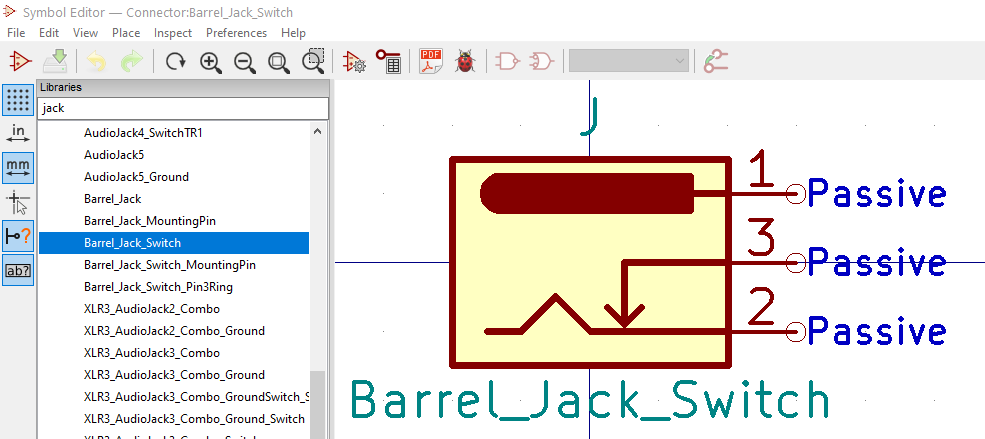 Symbol Editor — Connector:Barrel_Jack_Switch
File Edit View Place Inspect Preferences Help
PDF
Libraries
jack
in
mm
ab?
AudioJack4_SwitchTR1
AudioJack5
AudioJack5_Ground
Barrel_Jack
Barrel_Jack_MountingPin
Barrel_Jack_Switch
Barrel_Jack_Switch_MountingPin
Barrel_Jack_Switch_Pin3Ring
XLR3_AudioJack2_Combo
XLR3_AudioJack2_Combo_Ground
XLR3_AudioJack3_Combo
XLR3_AudioJack3_Combo_Ground
XLR3_AudioJack3_Combo_GroundSwitch_S
XLR3_AudioJack3_Combo_Ground_Switch
J
1 Passive
3 Passive
2 Passive
Barrel_Jack_Switch